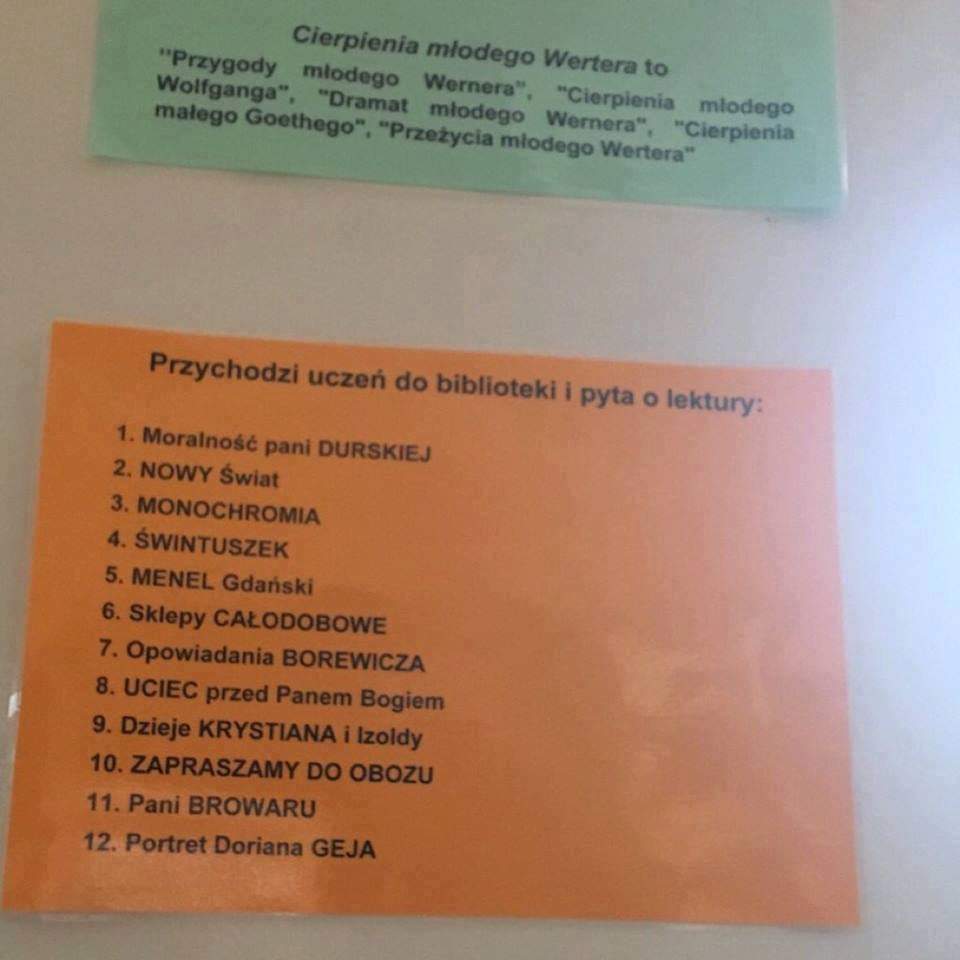 Cierpienia młodego Wertera to
"Przygody młodego Wernera", "Cierpienia młodego
Wolfganga", "Dramat młodego Wernera", "Cierpienia
małego Goethego", "Przeżycia młodego Wertera"
Przychodzi uczeń do biblioteki i pyta o lektury:
1. Moralność pani DURSKIEJ
2. NOWY Świat
3. MONOCHROMIA
4. ŚWINTUSZEK
5. MENEL Gdański
6. Sklepy CAŁODOBOWE
7. Opowiadania BOREWICZA
8. UCIEC przed Panem Bogiem
9. Dzieje KRYSTIANA i Izoldy
10. ZAPRASZAMY DO OBOZU
11. Pani BROWARU
12. Portret Doriana GEJA